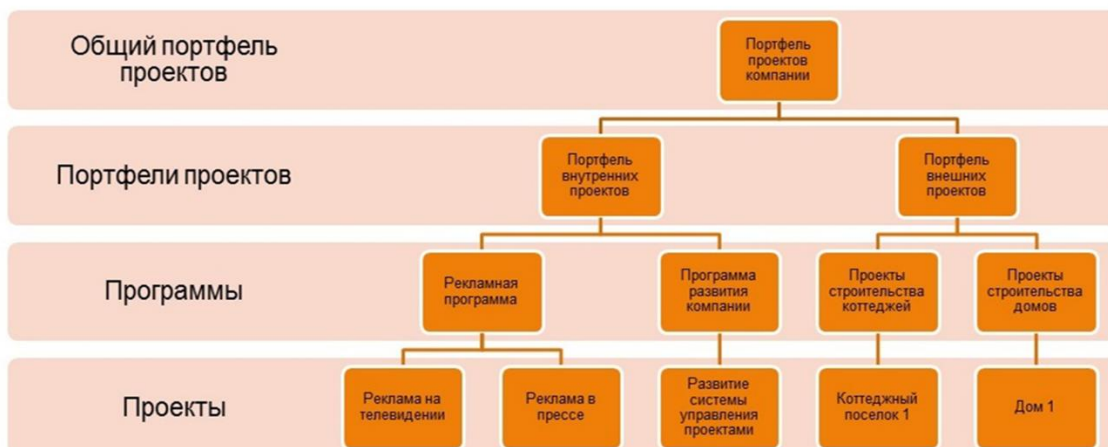 Общий портфель
проектов
Портфель
проектов
компании
Портфели проектов
Портфель
внутренних
проектов
Портфель
внешних
проектов
Программы
Рекламная
программа
Программа
развития
компании
Проекты
строительства
коттеджей
Проекты
строительства
домов
Проекты
Реклама на
телевидении
Реклама в
прессе
Развитие
системы
управления
проектами
Коттеджный
поселок 1
Дом 1